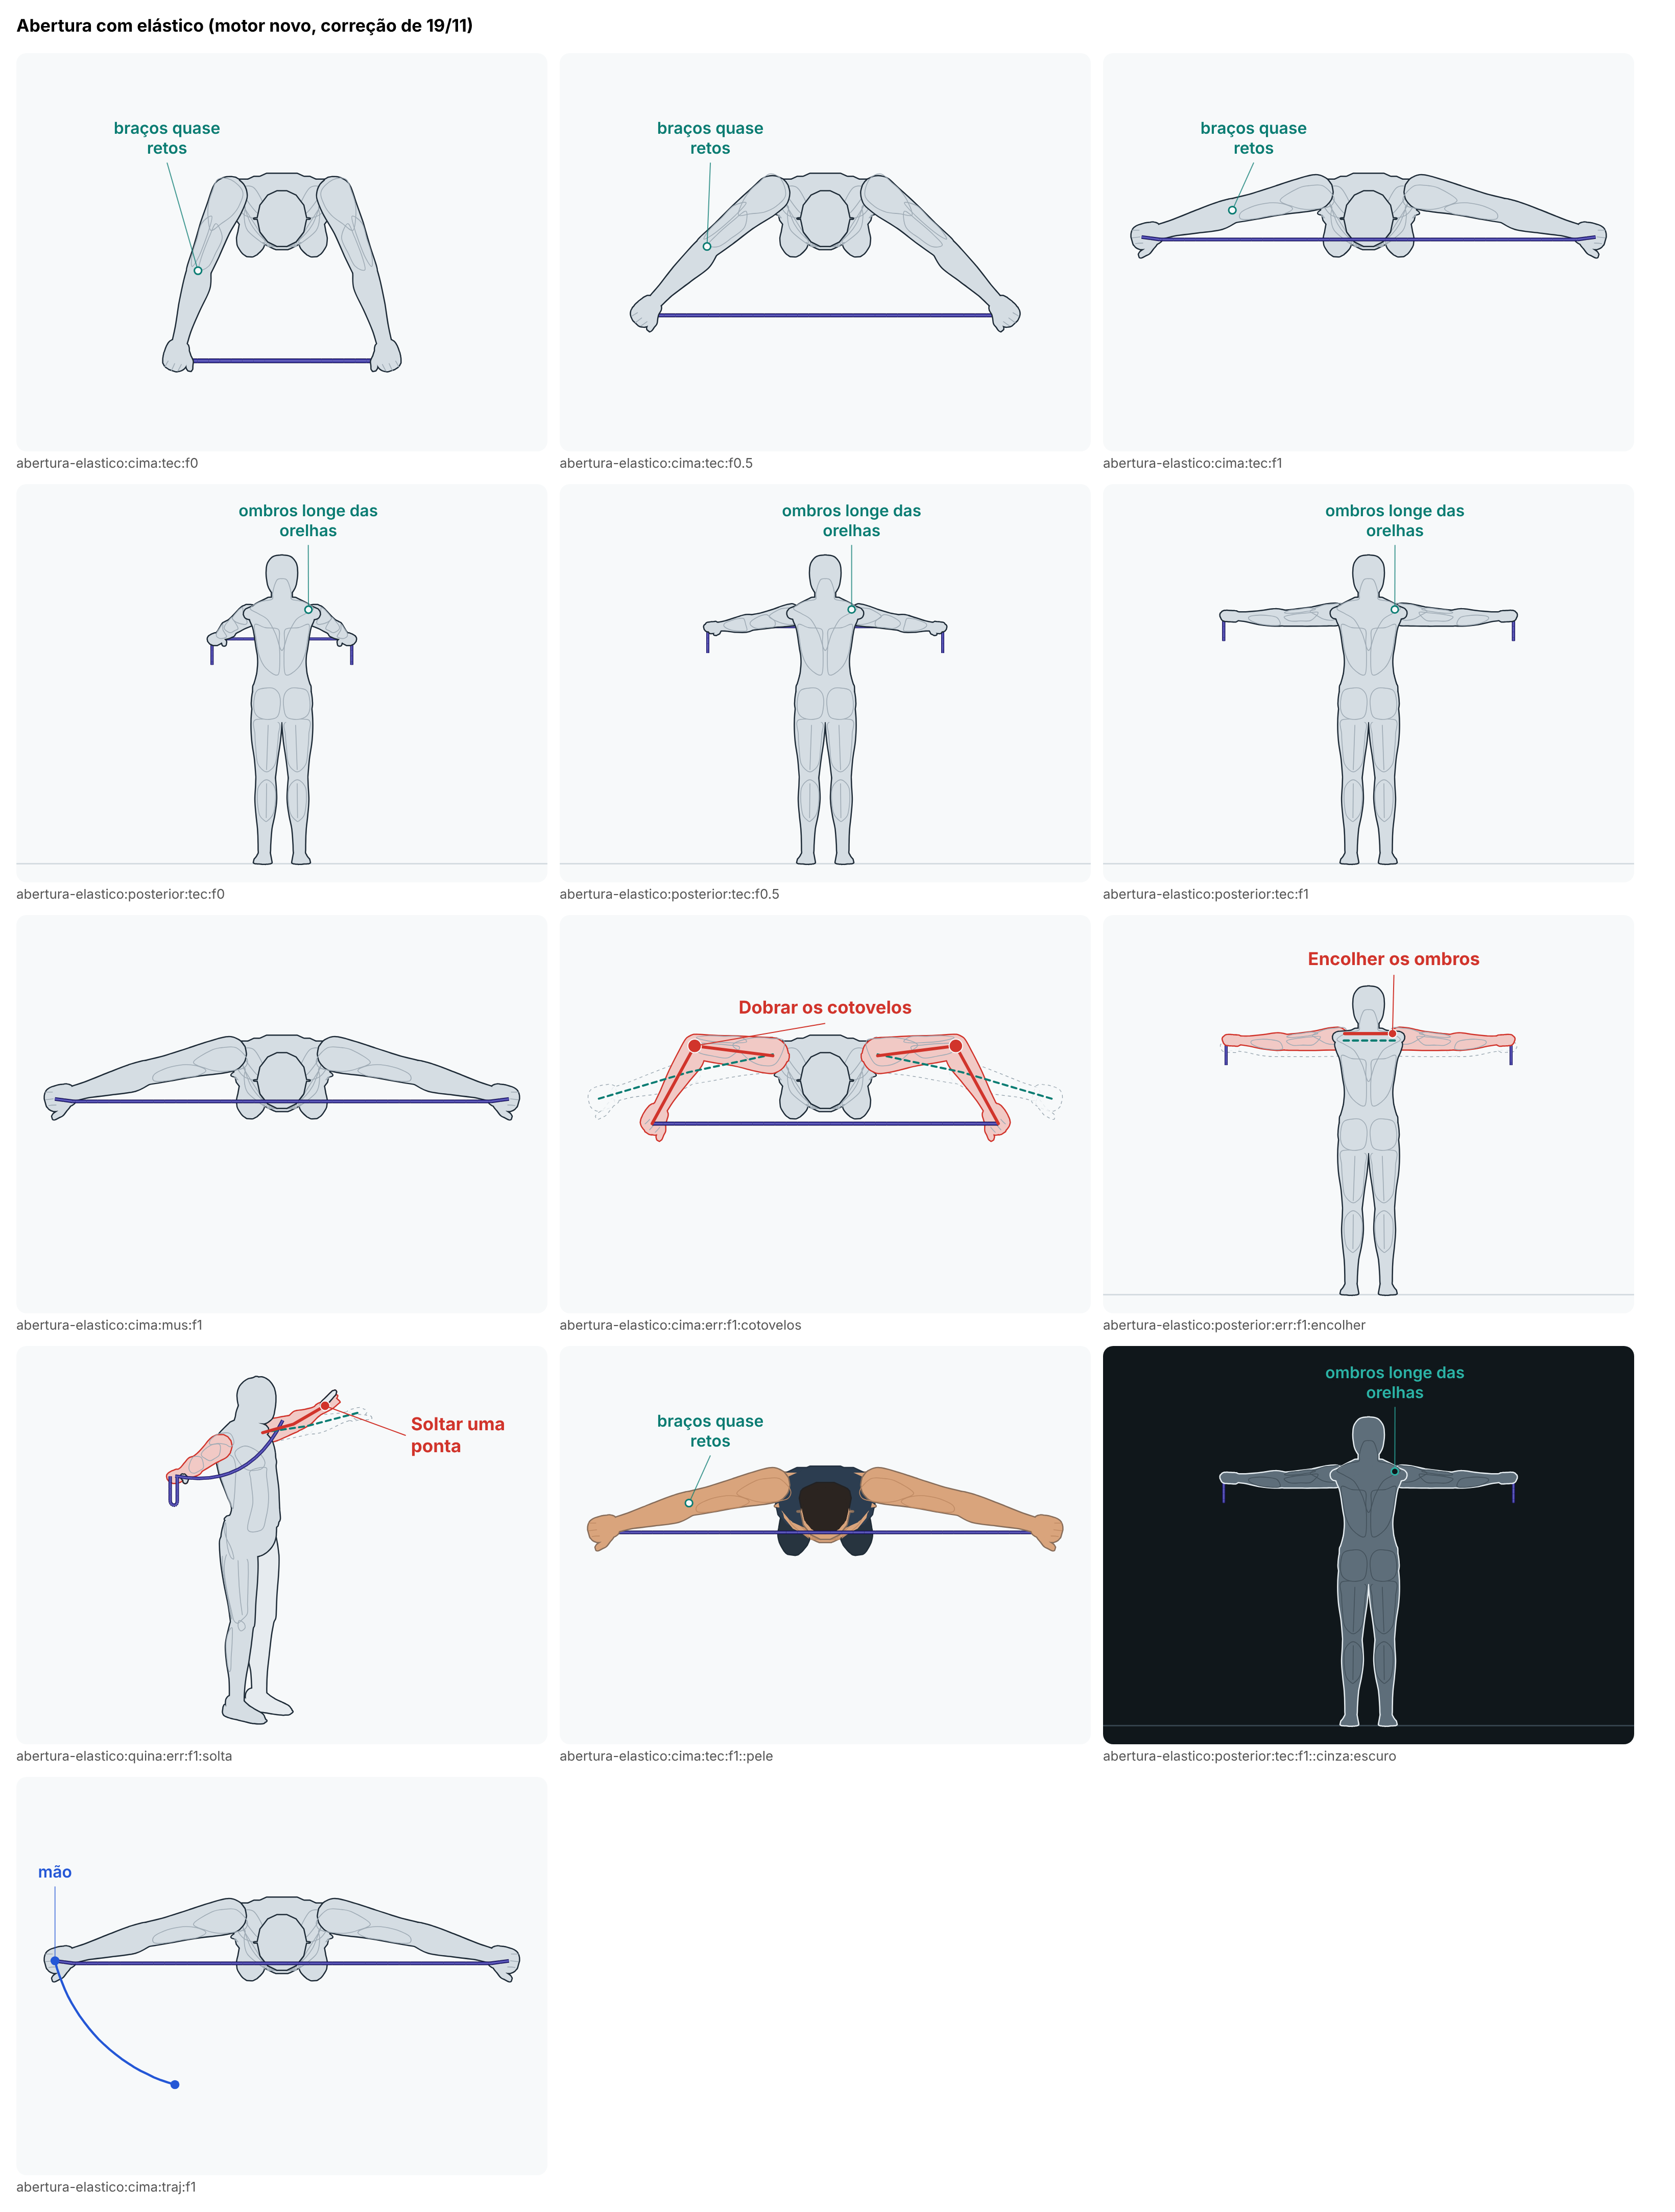 Abertura com elástico (motor novo, correção de 19/11)
braços quase
retos
braços quase
retos
braços quase
retos
abertura-elastico:cima:tec:f0
abertura-elastico:cima:tec:f0.5
abertura-elastico:cima:tec:f1
ombros longe das
orelhas
ombros longe das
orelhas
ombros longe das
orelhas
abertura-elastico:posterior:tec:f0
abertura-elastico:posterior:tec:f0.5
abertura-elastico:posterior:tec:f1
Dobrar os cotovelos
Encolher os ombros
abertura-elastico:cima:mus:f1
abertura-elastico:cima:err:f1:cotovelos
abertura-elastico:posterior:err:f1:encolher
Soltar uma
ponta
braços quase
retos
ombros longe das
orelhas
abertura-elastico:quina:err:f1:solta
abertura-elastico:cima:tec:f1::pele
abertura-elastico:posterior:tec:f1::cinza:escuro
mão
abertura-elastico:cima:traj:f1